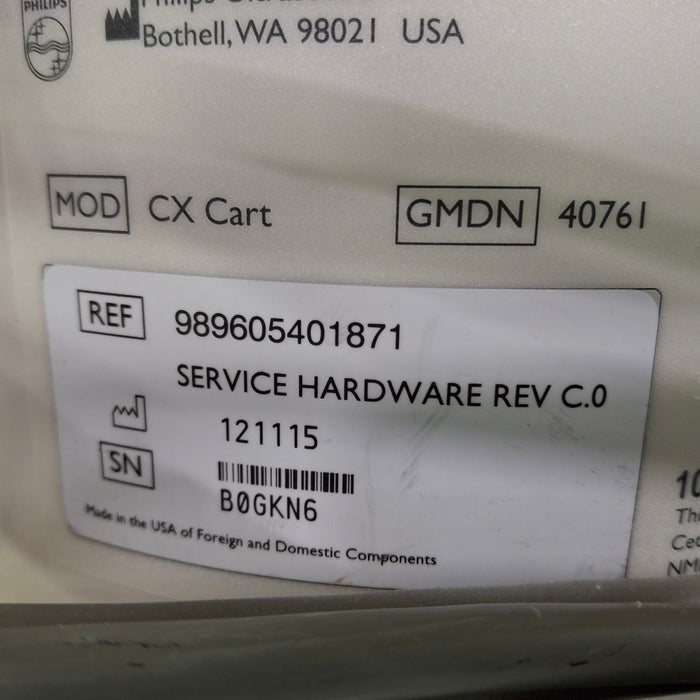 PHILIPS
Bothell, WA 98021 USA
MOD CX Cart GMDN 40761
REF 989605401871
SERVICE HARDWARE REV C.0
121115
SN
B0GKN6
Made in the USA of Foreign and Domestic Components